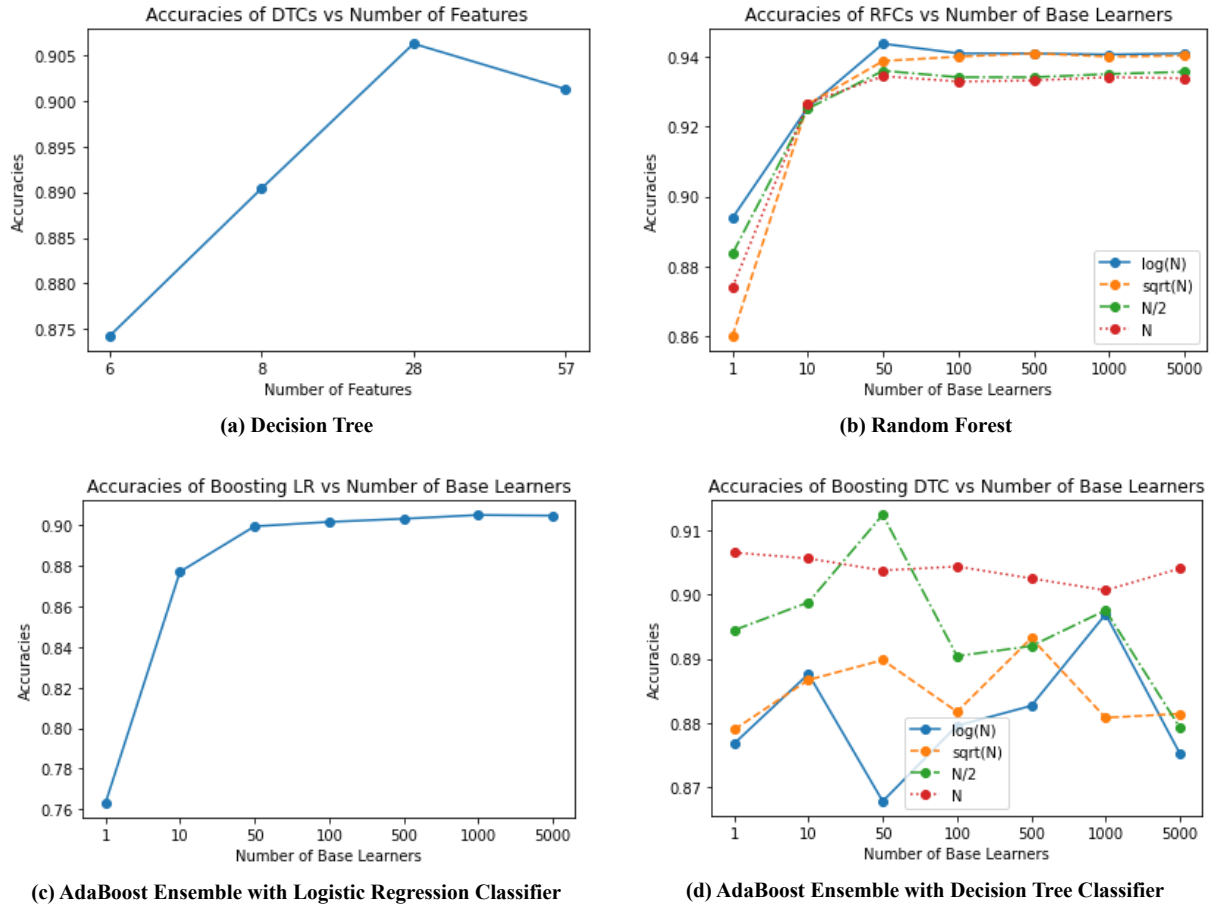 Accuracies of DTCs vs Number of Features
0.905
0.900
0.895
0.890
0.885
0.880
0.875
Accuracies
6 8 28 57
Number of Features
(a) Decision Tree
Accuracies of RFCs vs Number of Base Learners
0.94
0.92
0.90
0.88
0.86
Accuracies
log(N)
sqrt(N)
N/2
N
1 10 50 100 500 1000 5000
Number of Base Learners
(b) Random Forest
Accuracies of Boosting LR vs Number of Base Learners
0.90
0.88
0.86
0.84
0.82
0.80
0.78
0.76
Accuracies
1 10 50 100 500 1000 5000
Number of Base Learners
(c) AdaBoost Ensemble with Logistic Regression Classifier
Accuracies of Boosting DTC vs Number of Base Learners
0.91
0.90
0.89
0.88
0.87
Accuracies
log(N)
sqrt(N)
N/2
N
1 10 50 100 500 1000 5000
Number of Base Learners
(d) AdaBoost Ensemble with Decision Tree Classifier